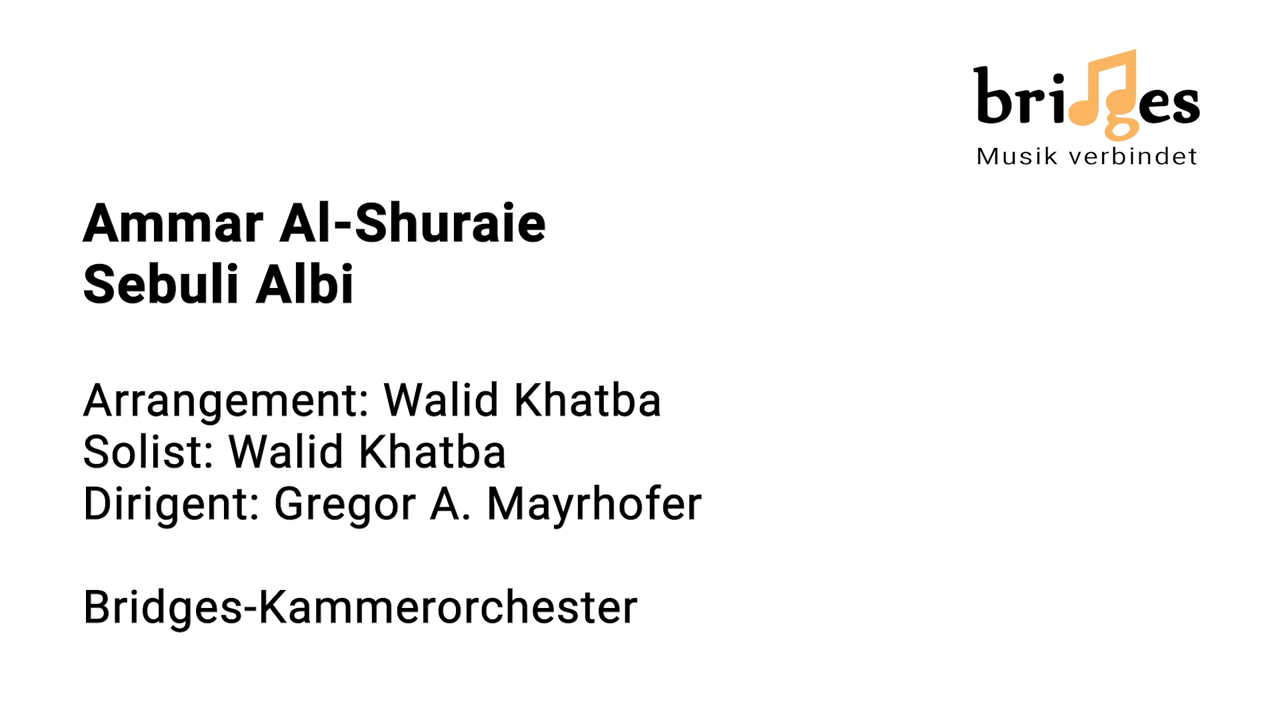 bridges
Musik verbindet
Ammar Al-Shuraie
Sebuli Albi
Arrangement: Walid Khatba
Solist: Walid Khatba
Dirigent: Gregor A. Mayrhofer
Bridges-Kammerorchester